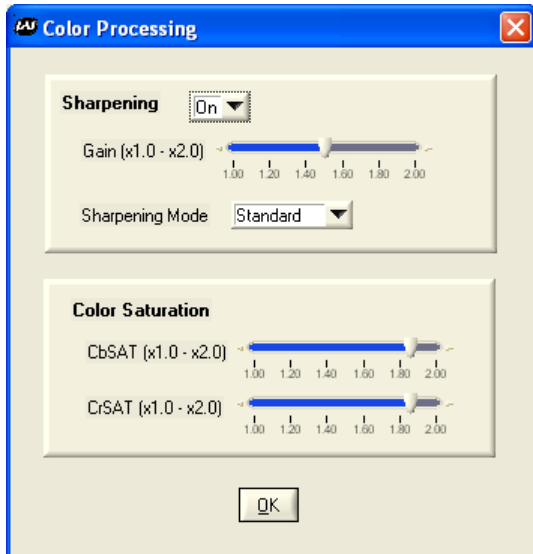 Color Processing
Sharpening On
Gain (x1.0 - x2.0)
1.00 1.20 1.40 1.60 1.80 2.00
Sharpening Mode Standard
Color Saturation
CbSAT (x1.0 - x2.0)
1.00 1.20 1.40 1.60 1.80 2.00
CrSAT (x1.0 - x2.0)
1.00 1.20 1.40 1.60 1.80 2.00
OK